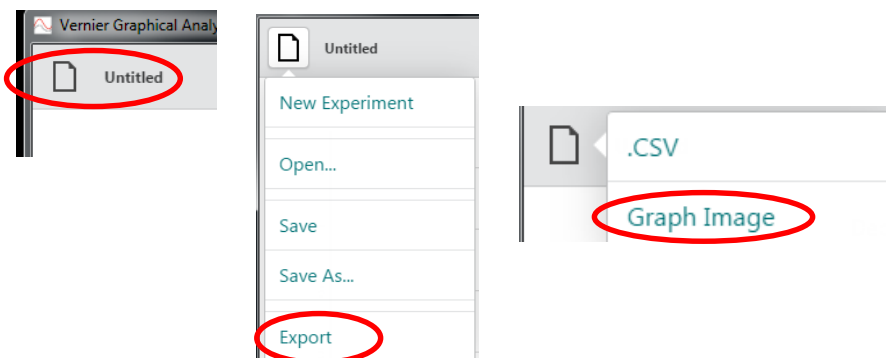 Vernier Graphical Analy
Untitled
Untitled
New Experiment
Open...
Save
Save As...
Export
.CSV
Graph Image